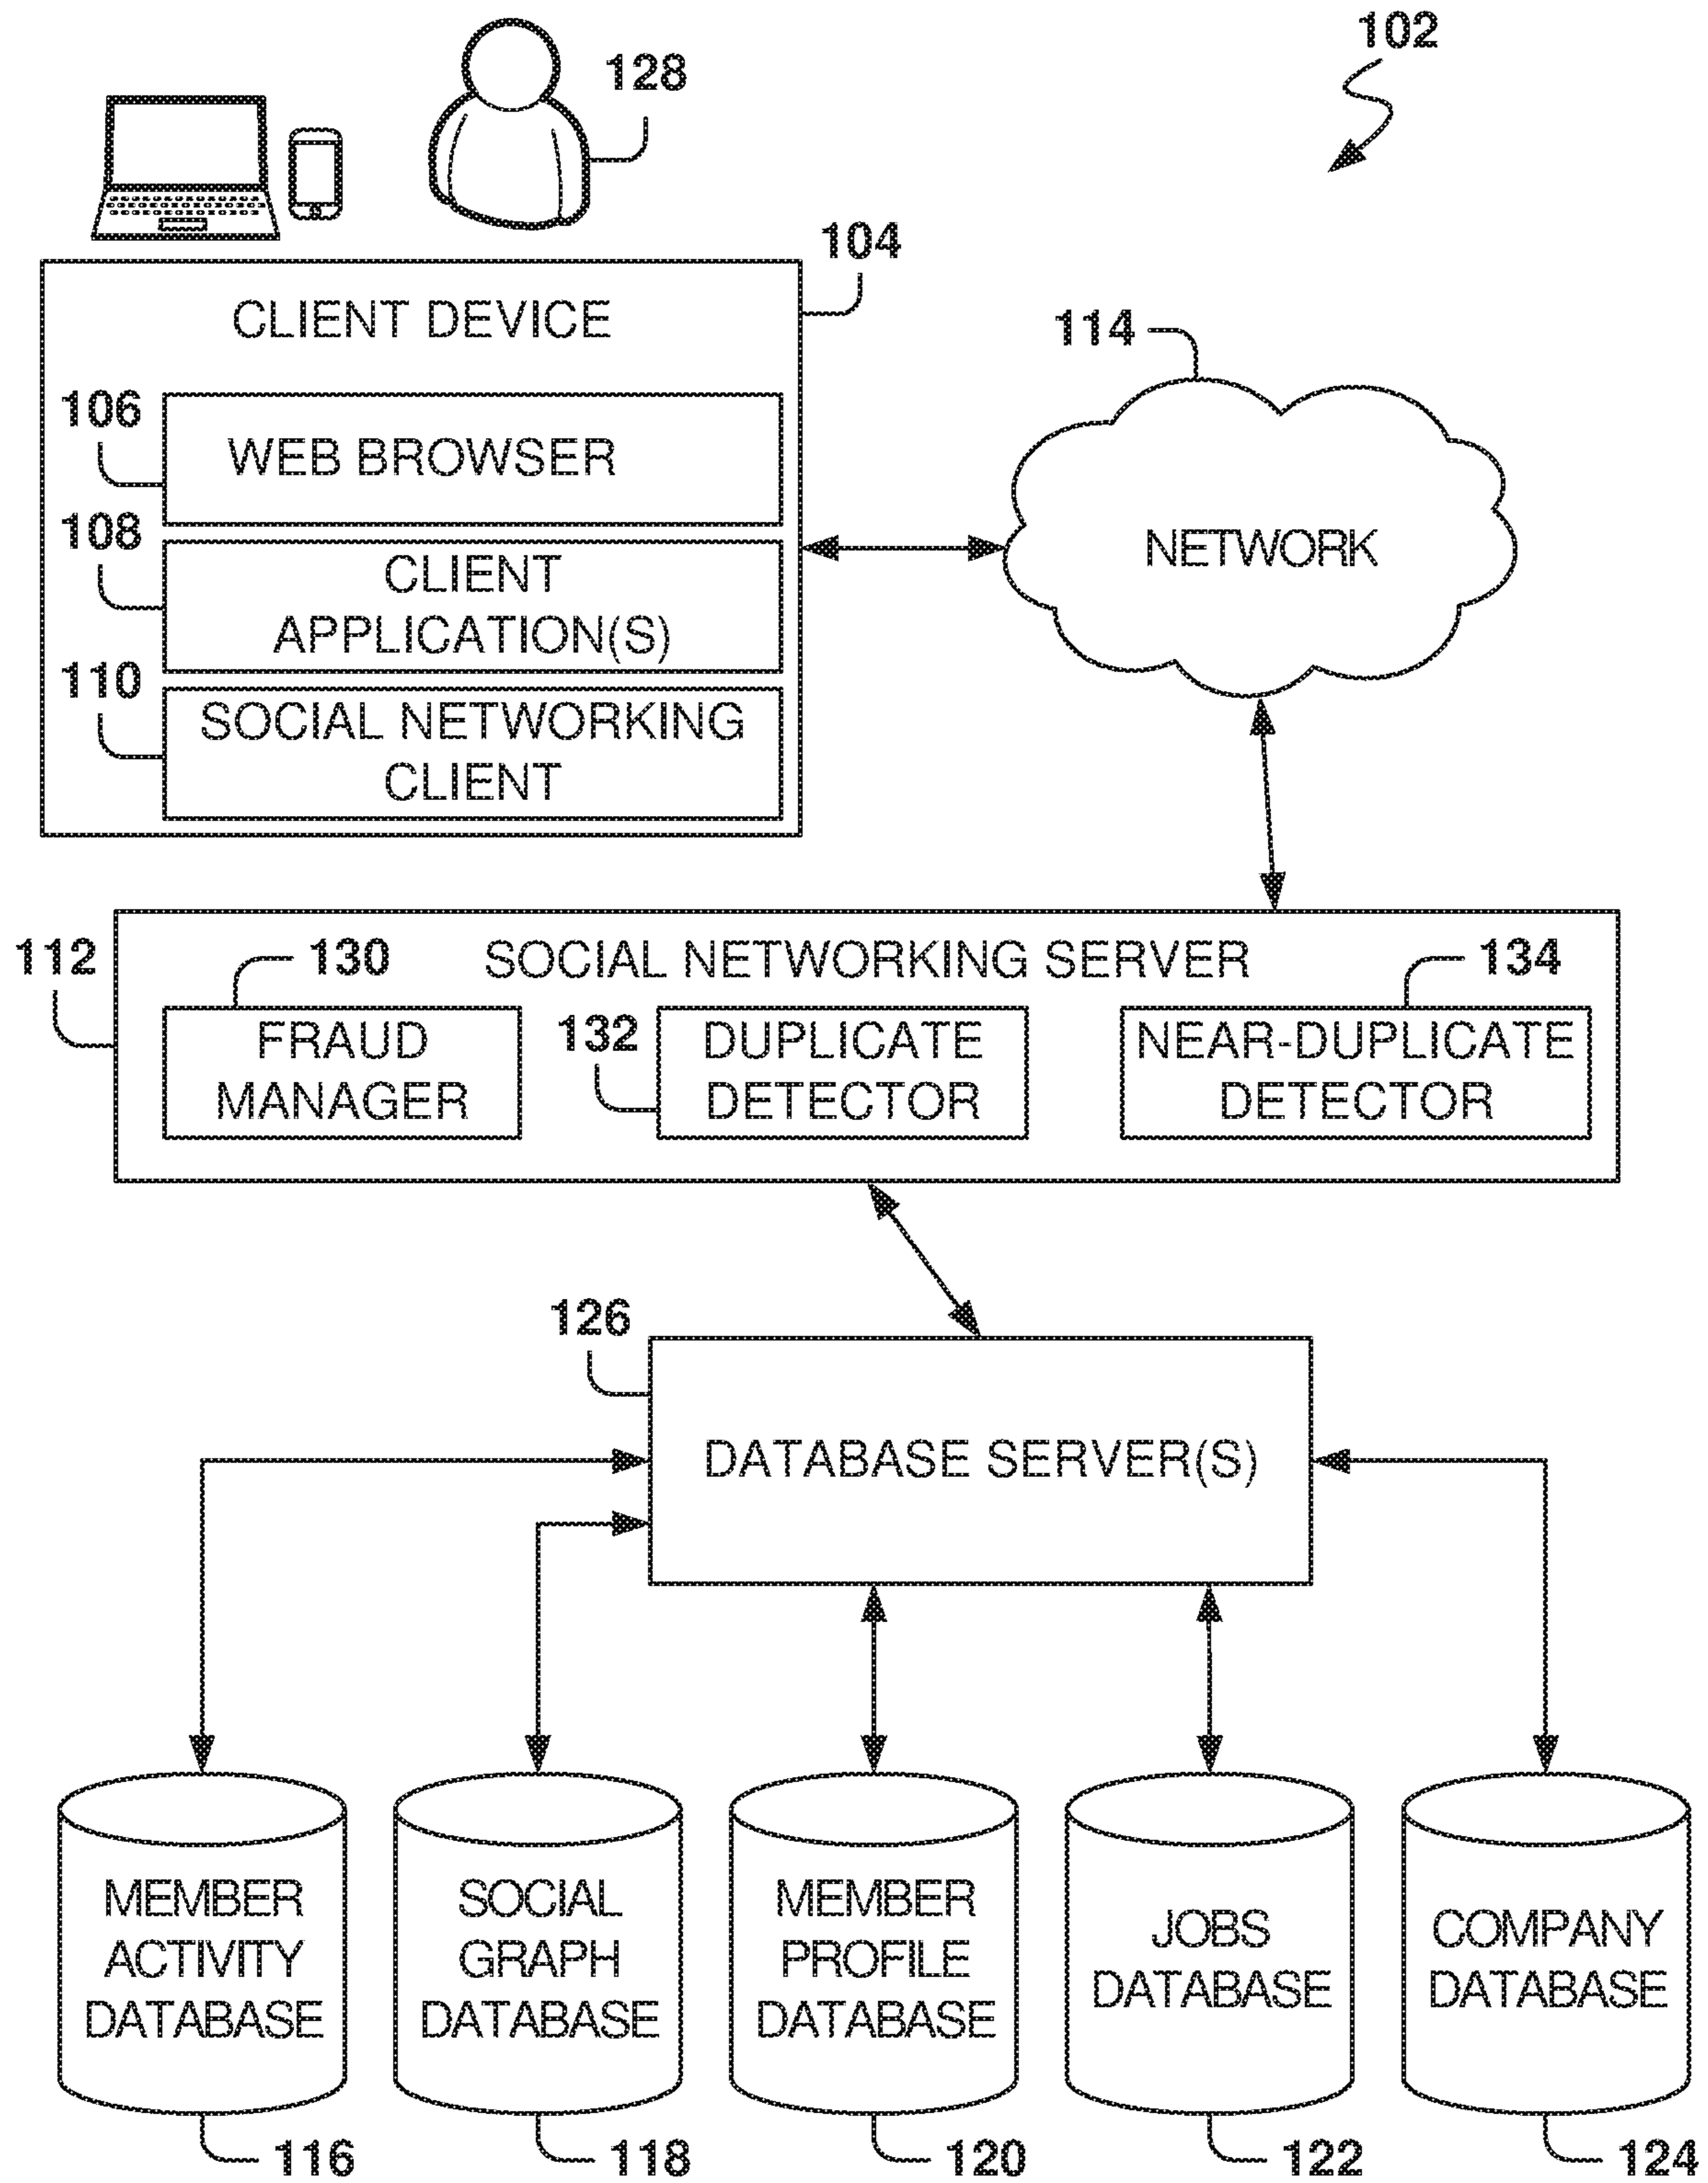 102
128
104
CLIENT DEVICE
114
106
WEB BROWSER
108
CLIENT
APPLICATION(S)
NETWORK
110
SOCIAL NETWORKING
CLIENT
112
130
SOCIAL NETWORKING SERVER
134
FRAUD
MANAGER
132
DUPLICATE
DETECTOR
NEAR-DUPLICATE
DETECTOR
126
DATABASE SERVER(S)
MEMBER
ACTIVITY
DATABASE
SOCIAL
GRAPH
DATABASE
MEMBER
PROFILE
DATABASE
JOBS
DATABASE
COMPANY
DATABASE
116
118
120
122
124